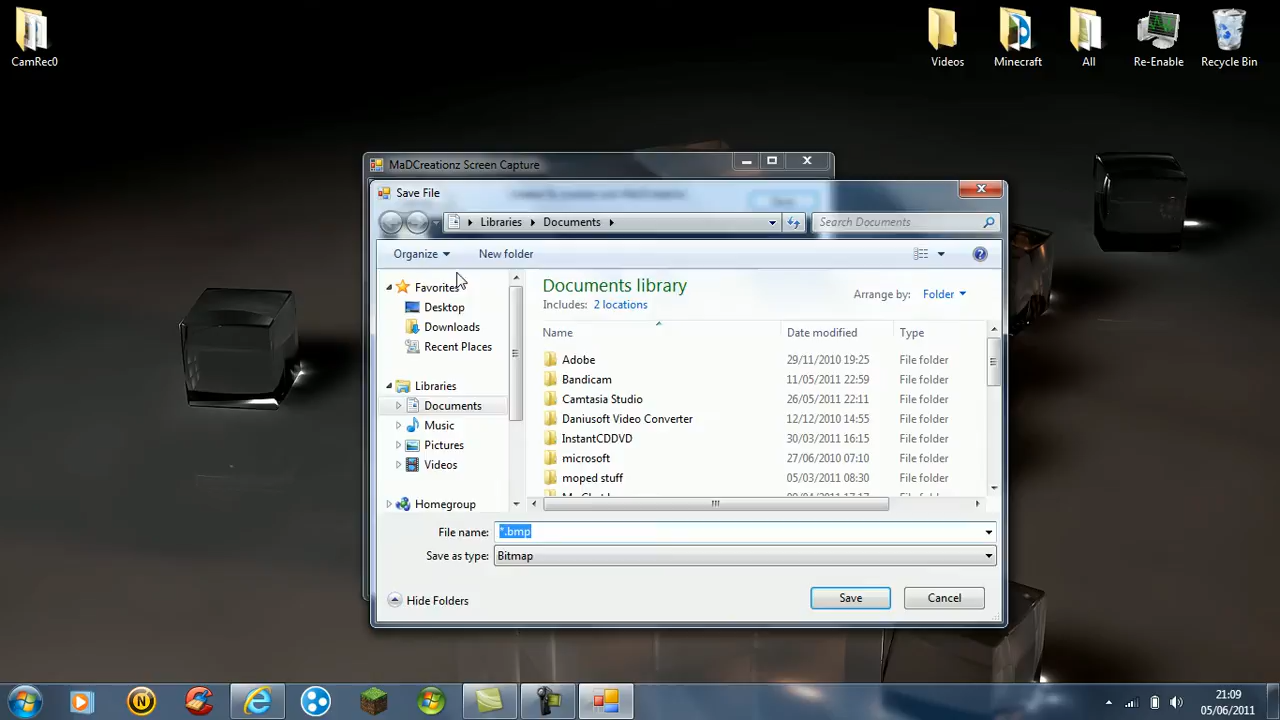 CamRec0
Videos
Minecraft
All
Re-Enable
Recycle Bin
MaDCreationz Screen Capture
Save File
Libraries
Documents
Search Documents
Organize
New folder
Favorites
Desktop
Downloads
Recent Places
Libraries
Documents
Music
Pictures
Videos
Homegroup
Documents library
Includes: 2 locations
Arrange by: Folder
Name Date modified Type
Adobe 29/11/2010 19:25 File folder
Bandicam 11/05/2011 22:59 File folder
Camtasia Studio 26/05/2011 22:11 File folder
Daniusoft Video Converter 12/12/2010 14:55 File folder
InstantCDDVD 30/03/2011 16:15 File folder
microsoft 27/06/2010 07:10 File folder
moped stuff 05/03/2011 08:30 File folder
File name: *.bmp
Save as type: Bitmap
Hide Folders
Save
Cancel
21:09
05/06/2011